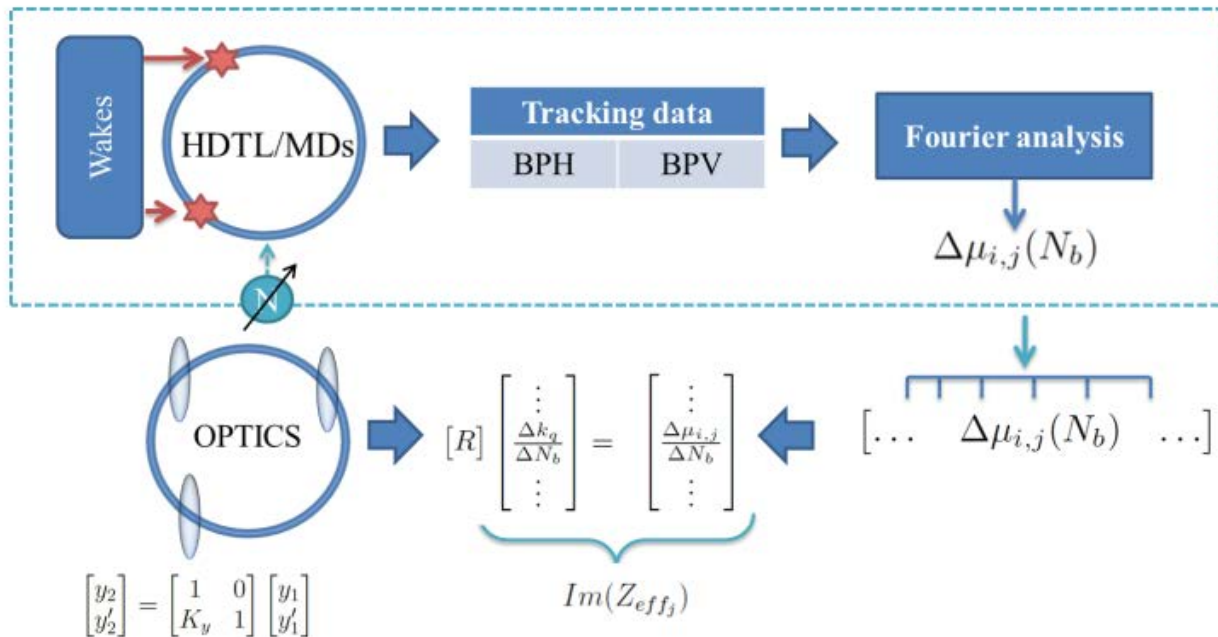 Wakes
HDTL/MDs
Tracking data
BPH BPV
Fourier analysis
Δμ_{i,j}(N_b)
N
OPTICS
[R] [⋮ Δk_q/ΔN_b ⋮] = [⋮ Δμ_{i,j}/ΔN_b ⋮]
[... Δμ_{i,j}(N_b) ...]
Im(Z_{eff_j})
[y_2 y'_2] = [1 0 K_y 1] [y_1 y'_1]